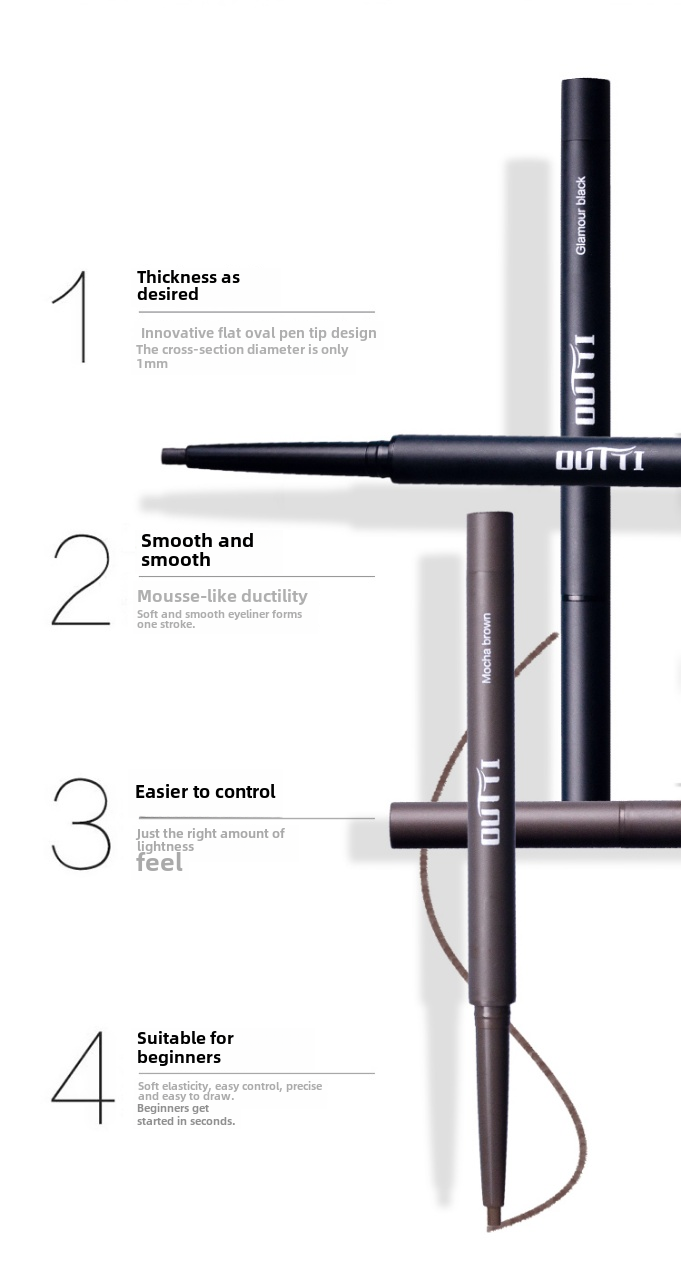 1
Thickness as
desired
Innovative flat oval pen tip design
The cross-section diameter is only
1mm
Glamour black
OUTTI
OUTTI
2
Smooth and
smooth
Mousse-like ductility
Soft and smooth eyeliner forms
one stroke.
Mocha brown
OUTTI
3
Easier to control
Just the right amount of
lightness
feel
4
Suitable for
beginners
Soft elasticity, easy control, precise
and easy to draw.
Beginners get
started in seconds.